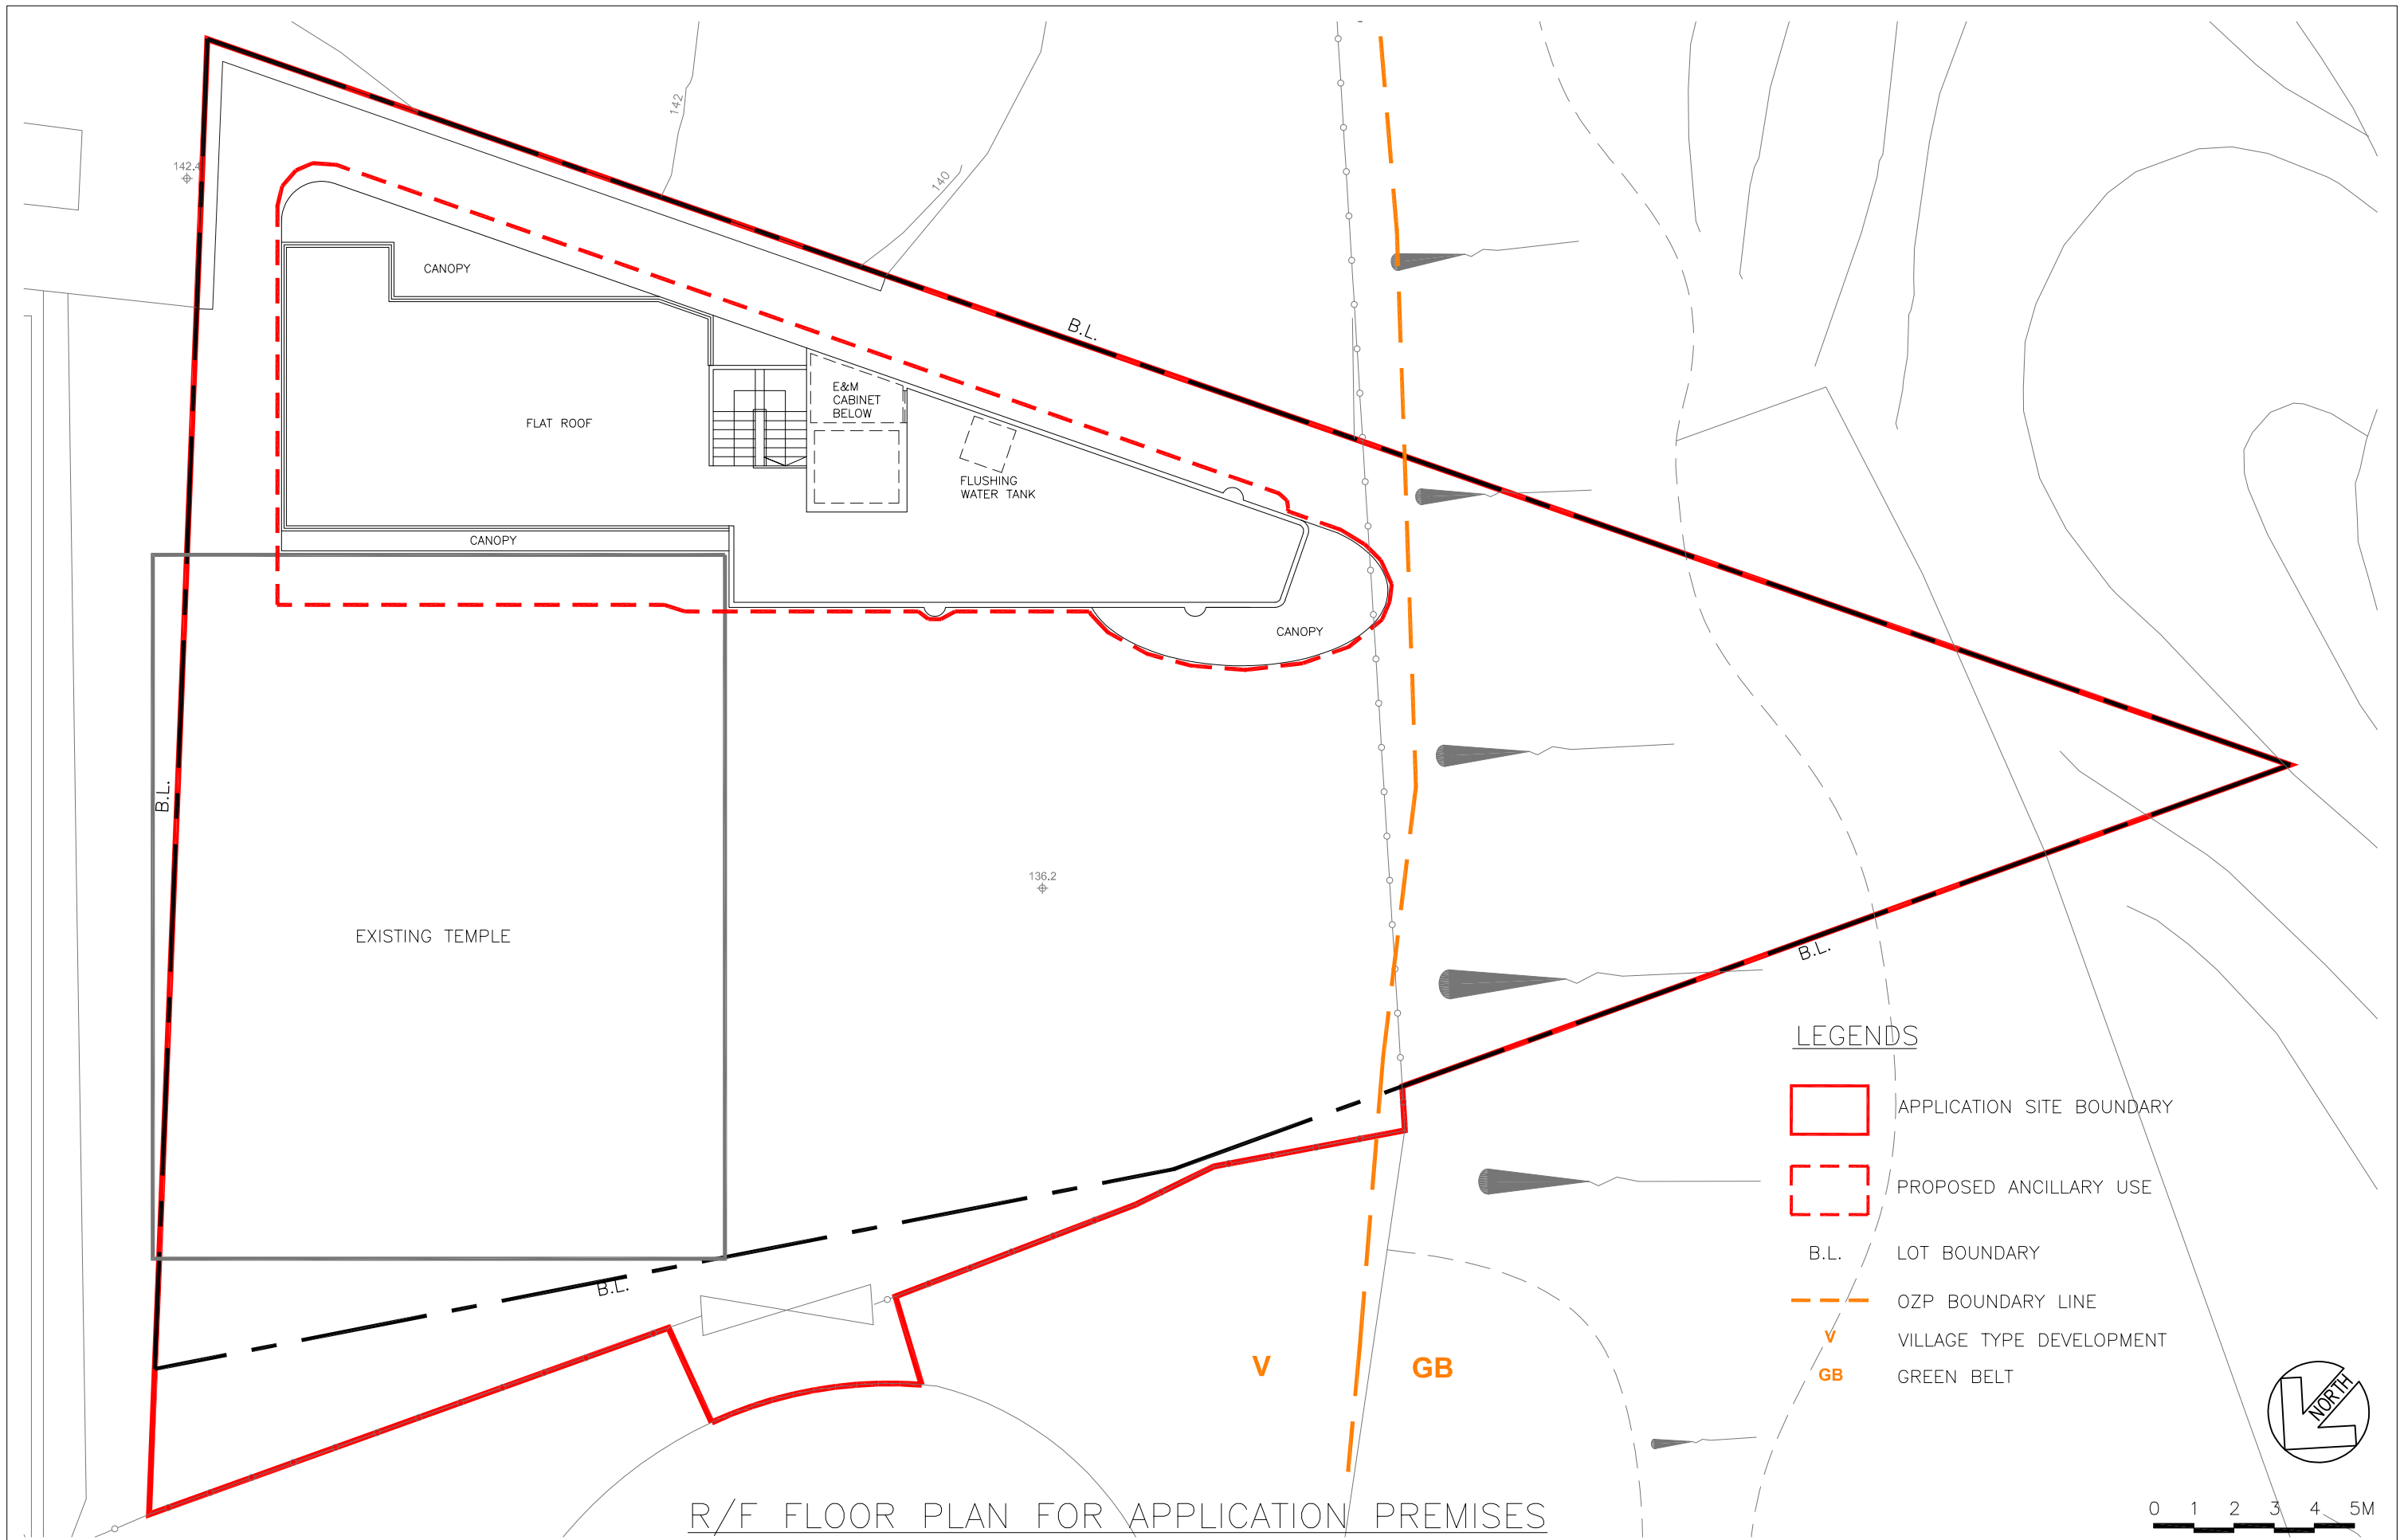 142
142.4
140
CANOPY
B.L.
E&M
CABINET
BELOW
FLAT ROOF
FLUSHING
WATER TANK
CANOPY
CANOPY
B.L.
136.2
EXISTING TEMPLE
B.L.
B.L.
LEGENDS
APPLICATION SITE BOUNDARY
PROPOSED ANCILLARY USE
B.L. LOT BOUNDARY
OZP BOUNDARY LINE
V VILLAGE TYPE DEVELOPMENT
GB GREEN BELT
V GB
NORTH
R/F FLOOR PLAN FOR APPLICATION PREMISES
0 1 2 3 4 5M